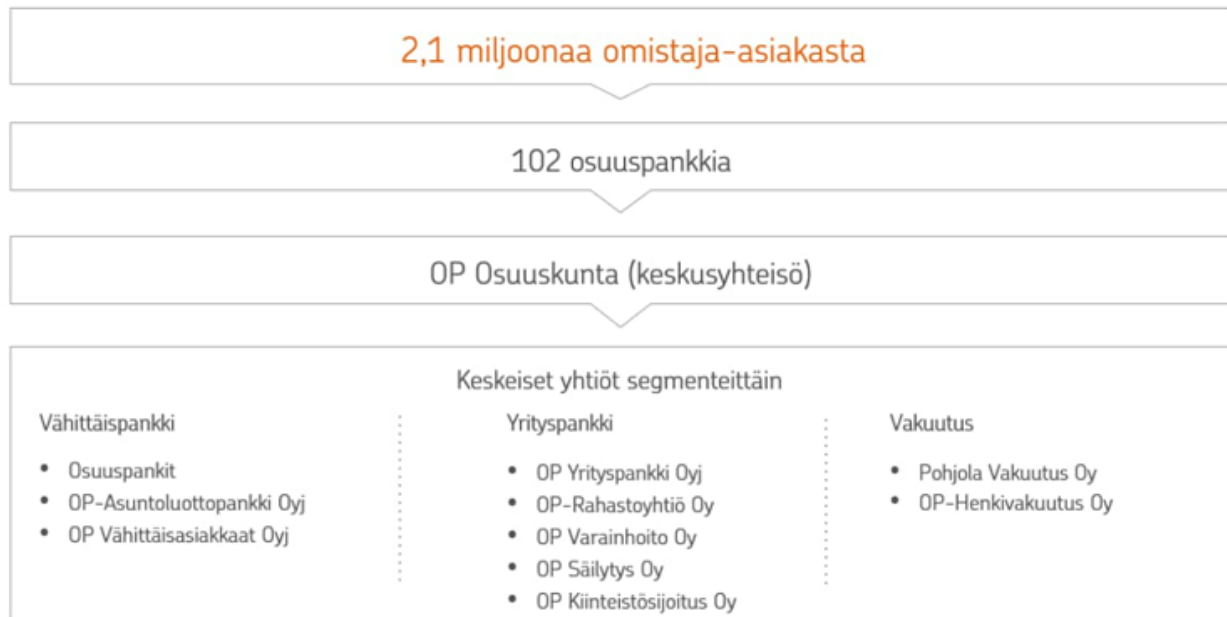 2,1 miljoonaa omistaja-asiakasta
102 osuuspankkia
OP Osuuskunta (keskusyhteisö)
Keskeiset yhtiöt segmenteittäin
Vähittäispankki
• Osuuspankit
• OP-Asuntoluottopankki Oyj
• OP Vähittäisasiakkaat Oyj
Yrityspankki
• OP Yrityspankki Oyj
• OP-Rahastoyhtiö Oy
• OP Varainhoito Oy
• OP Säilytys Oy
• OP Kiinteistösijoitus Oy
Vakuutus
• Pohjola Vakuutus Oy
• OP-Henkivakuutus Oy